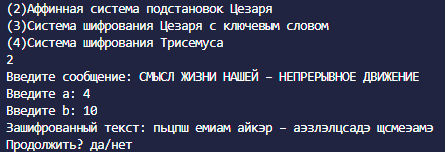 (2)Аффинная система подстановок Цезаря
(3)Система шифрования Цезаря с ключевым словом
(4)Система шифрования Трисемуса
2
Введите сообщение: СМЫСЛ ЖИЗНИ НАШЕЙ – НЕПРЕРЫВНОЕ ДВИЖЕНИЕ
Введите a: 4
Введите b: 10
Зашифрованный текст: пьцпш емиам айкэр – аэзлэлцсадэ щсмеэамэ
Продолжить? да/нет